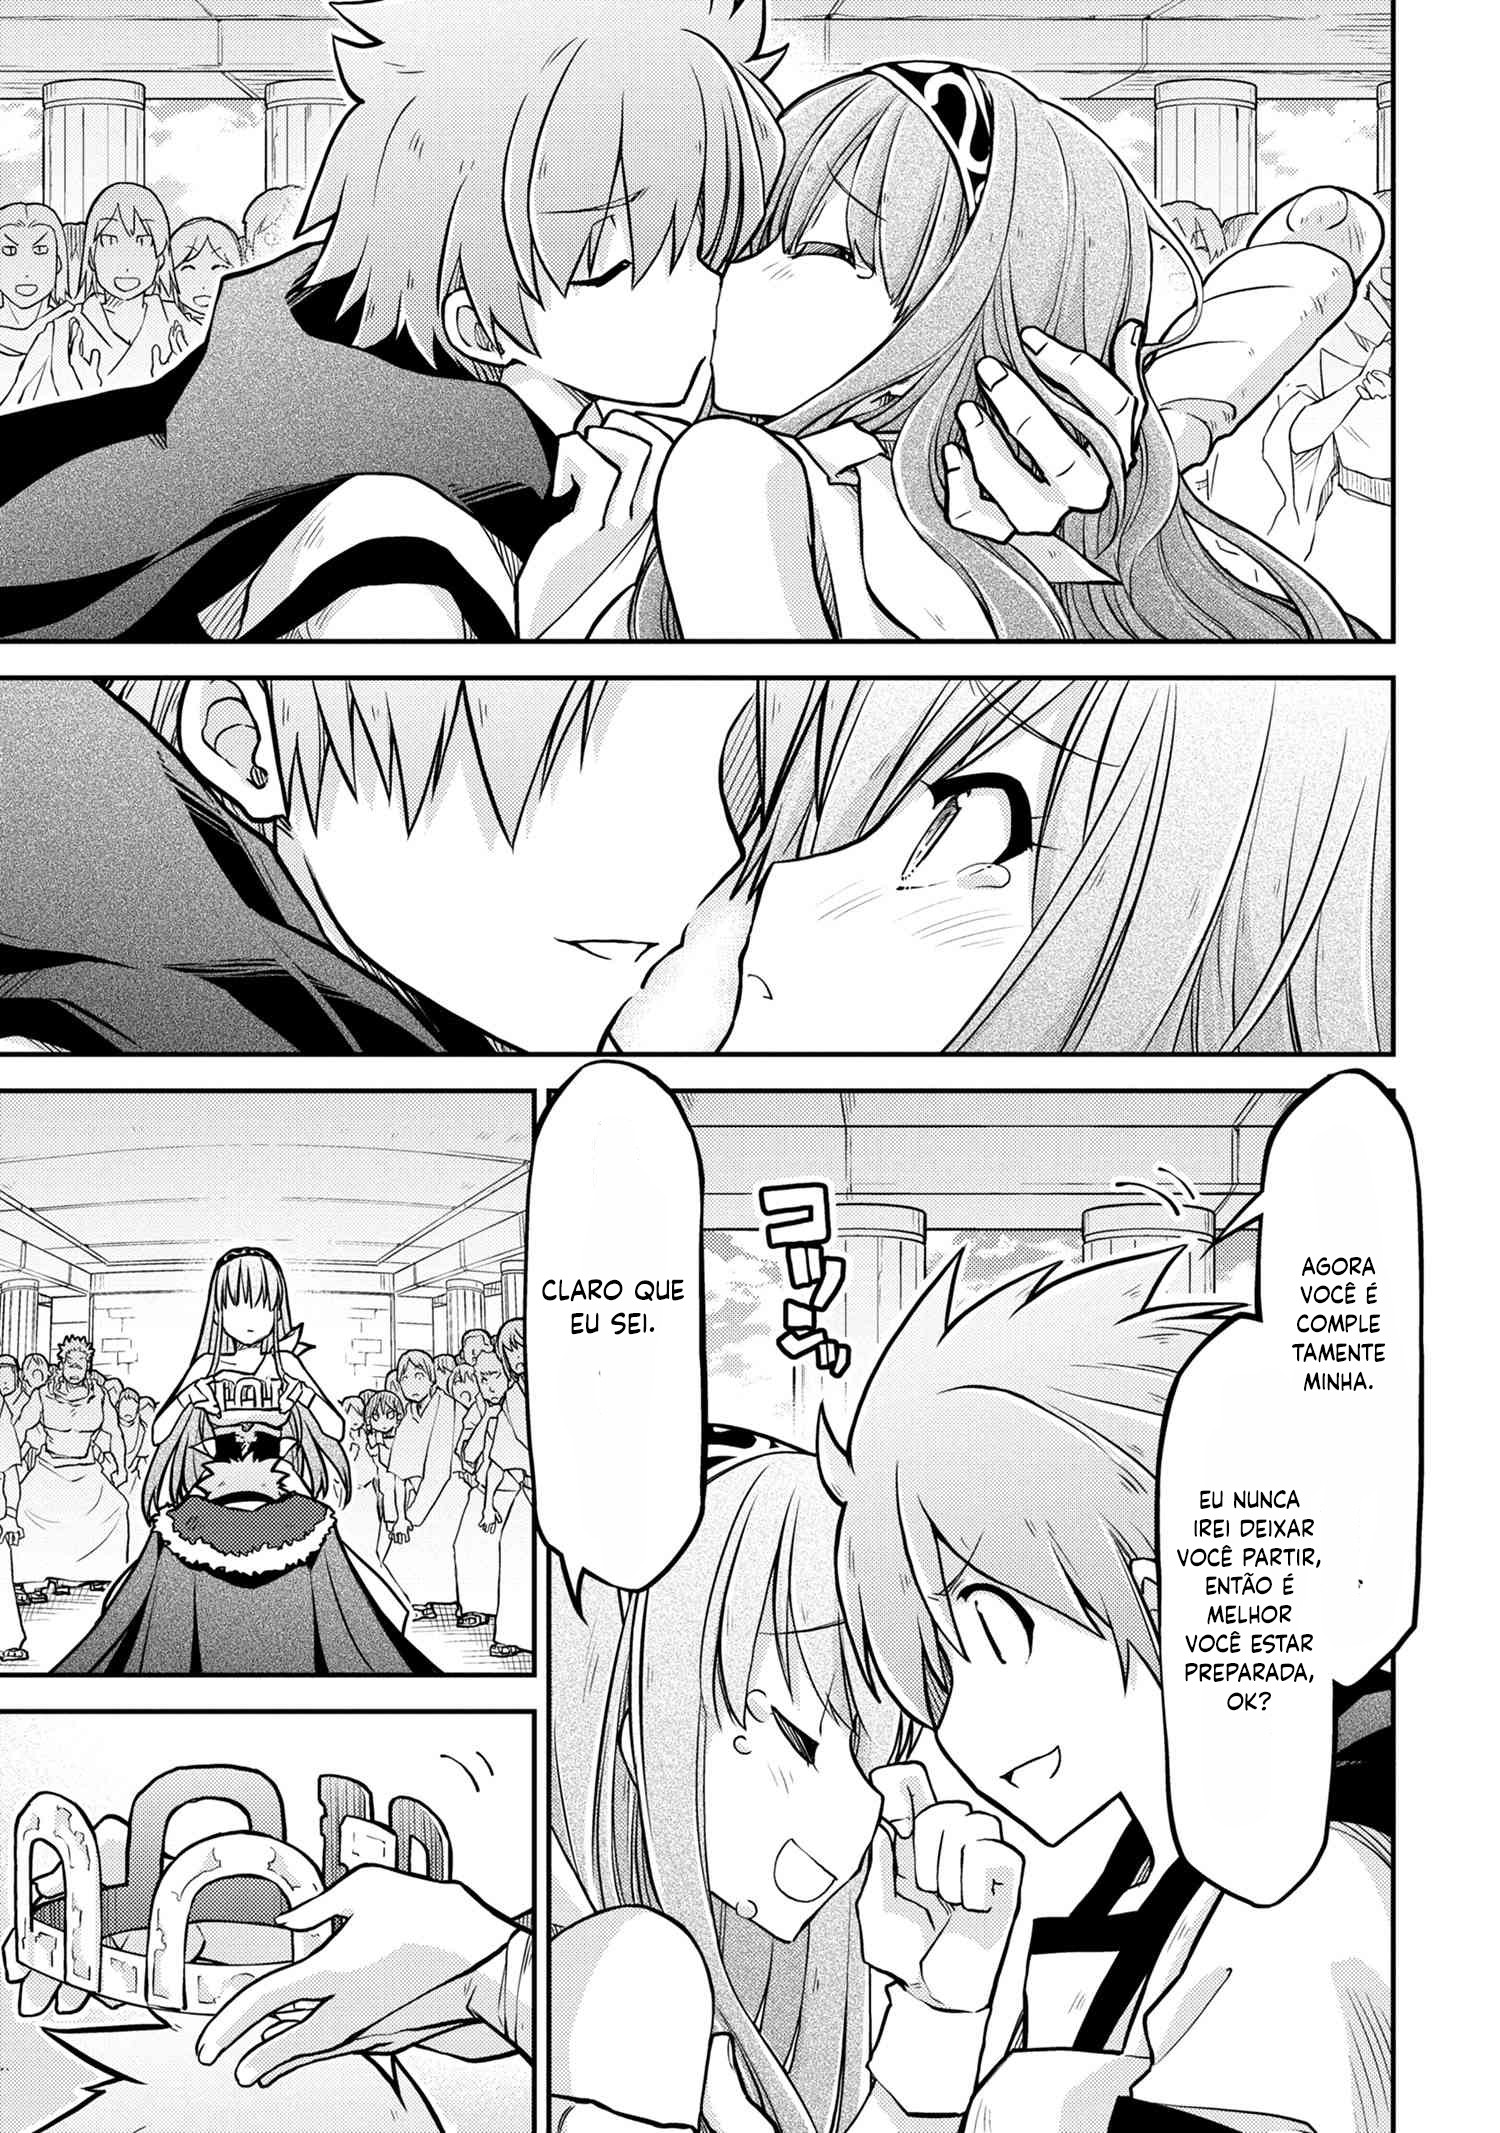 AGORA
VOCÊ É
COMPLE
TAMENTE
MINHA.
EU NUNCA
IREI DEIXAR
VOCÊ PARTIR,
ENTÃO É
MELHOR
VOCÊ ESTAR
PREPARADA,
OK?
コーンッ
CLARO QUE
EU SEI.